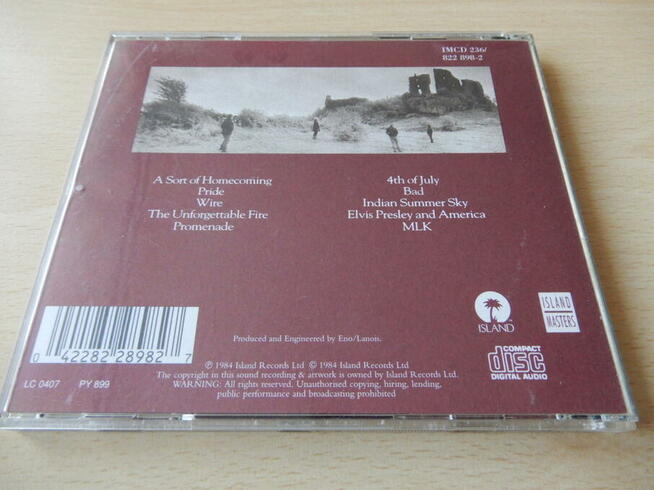 IMCD 236/
822 898-2
A Sort of Homecoming
Pride
Wire
The Unforgettable Fire
Promenade
4th of July
Bad
Indian Summer Sky
Elvis Presley and America
MLK
ISLAND
ISLAND
MASTERS
Produced and Engineered by Eno/Lanois.
0 42282 28982 7
COMPACT
disc
DIGITAL AUDIO
LC 0407 PY 899
℗ 1984 Island Records Ltd © 1984 Island Records Ltd
The copyright in this sound recording & artwork is owned by Island Records Ltd.
WARNING: All rights reserved. Unauthorised copying, hiring, lending,
public performance and broadcasting prohibited